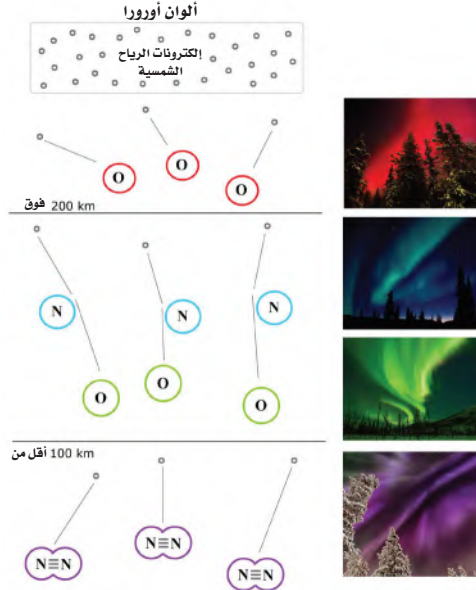 ألوان أورورا
إلكترونات الرياح
الشمسية
O
O
O
فوق 200 km
N
N
N
O
O
O
أقل من 100 km
N≡N
N≡N
N≡N